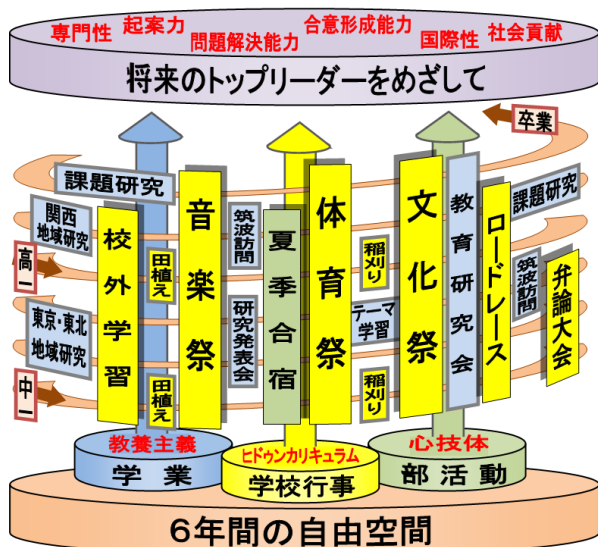 専門性
起案力
問題解決能力
合意形成能力
国際性
社会貢献
将来のトップリーダーをめざして
卒業
課題研究
関西
地域研究
高一
東京・東北
地域研究
中一
校外学習
田植え
田植え
音楽祭
筑波訪問
研究発表会
夏季合宿
体育祭
稲刈り
テーマ
学習
稲刈り
文化祭
教育研究会
ロードレース
課題研究
筑波訪問
弁論大会
教養主義
学業
ヒドゥンカリキュラム
学校行事
心技体
部活動
6年間の自由空間